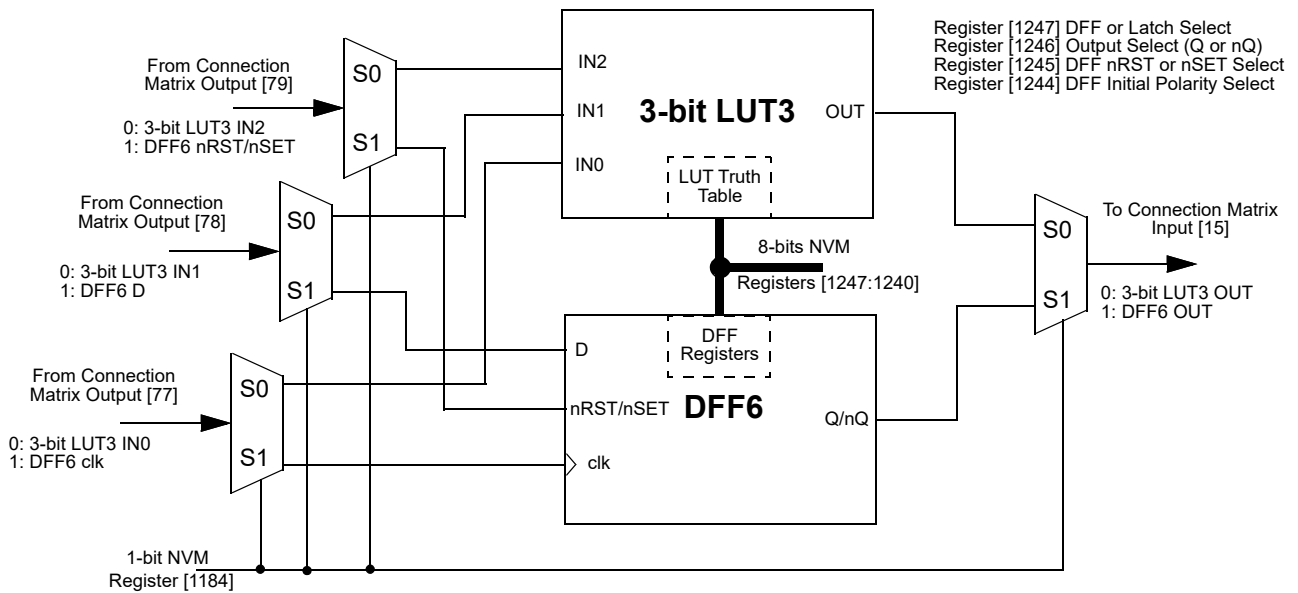 Register [1247] DFF or Latch Select
Register [1246] Output Select (Q or nQ)
Register [1245] DFF nRST or nSET Select
Register [1244] DFF Initial Polarity Select
From Connection
Matrix Output [79]
0: 3-bit LUT3 IN2
1: DFF6 nRST/nSET
S0
S1
From Connection
Matrix Output [78]
0: 3-bit LUT3 IN1
1: DFF6 D
S0
S1
From Connection
Matrix Output [77]
0: 3-bit LUT3 IN0
1: DFF6 clk
S0
S1
IN2
IN1
IN0
3-bit LUT3
OUT
LUT Truth
Table
8-bits NVM
Registers [1247:1240]
DFF
Registers
D
nRST/nSET
clk
DFF6
Q/nQ
S0
S1
To Connection Matrix
Input [15]
0: 3-bit LUT3 OUT
1: DFF6 OUT
1-bit NVM
Register [1184]